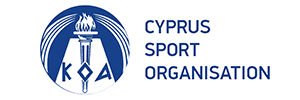 ΚΟΑ
CYPRUS
SPORT
ORGANISATION